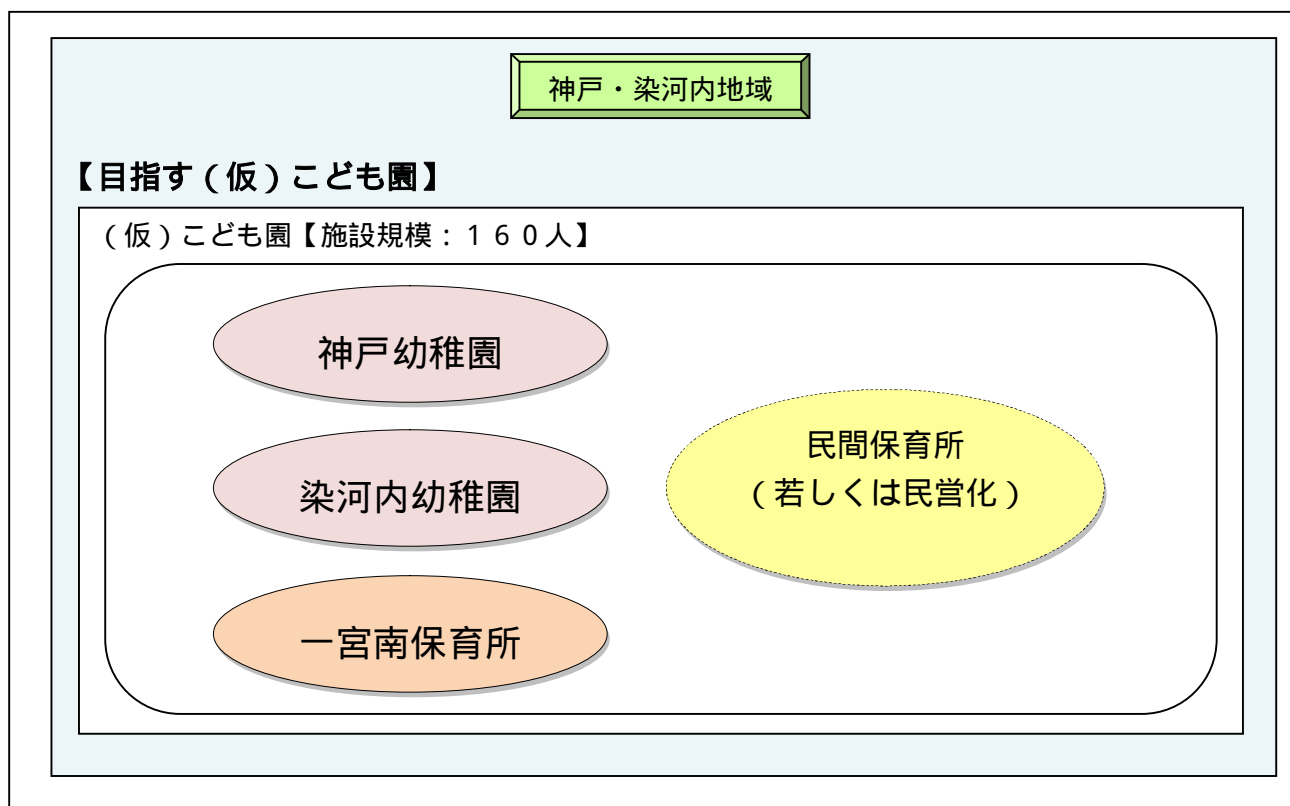 神戸・染河内地域
【目指す（仮）こども園】
（仮）こども園【施設規模：１６０人】
神戸幼稚園
染河内幼稚園
一宮南保育所
民間保育所
（若しくは民営化）